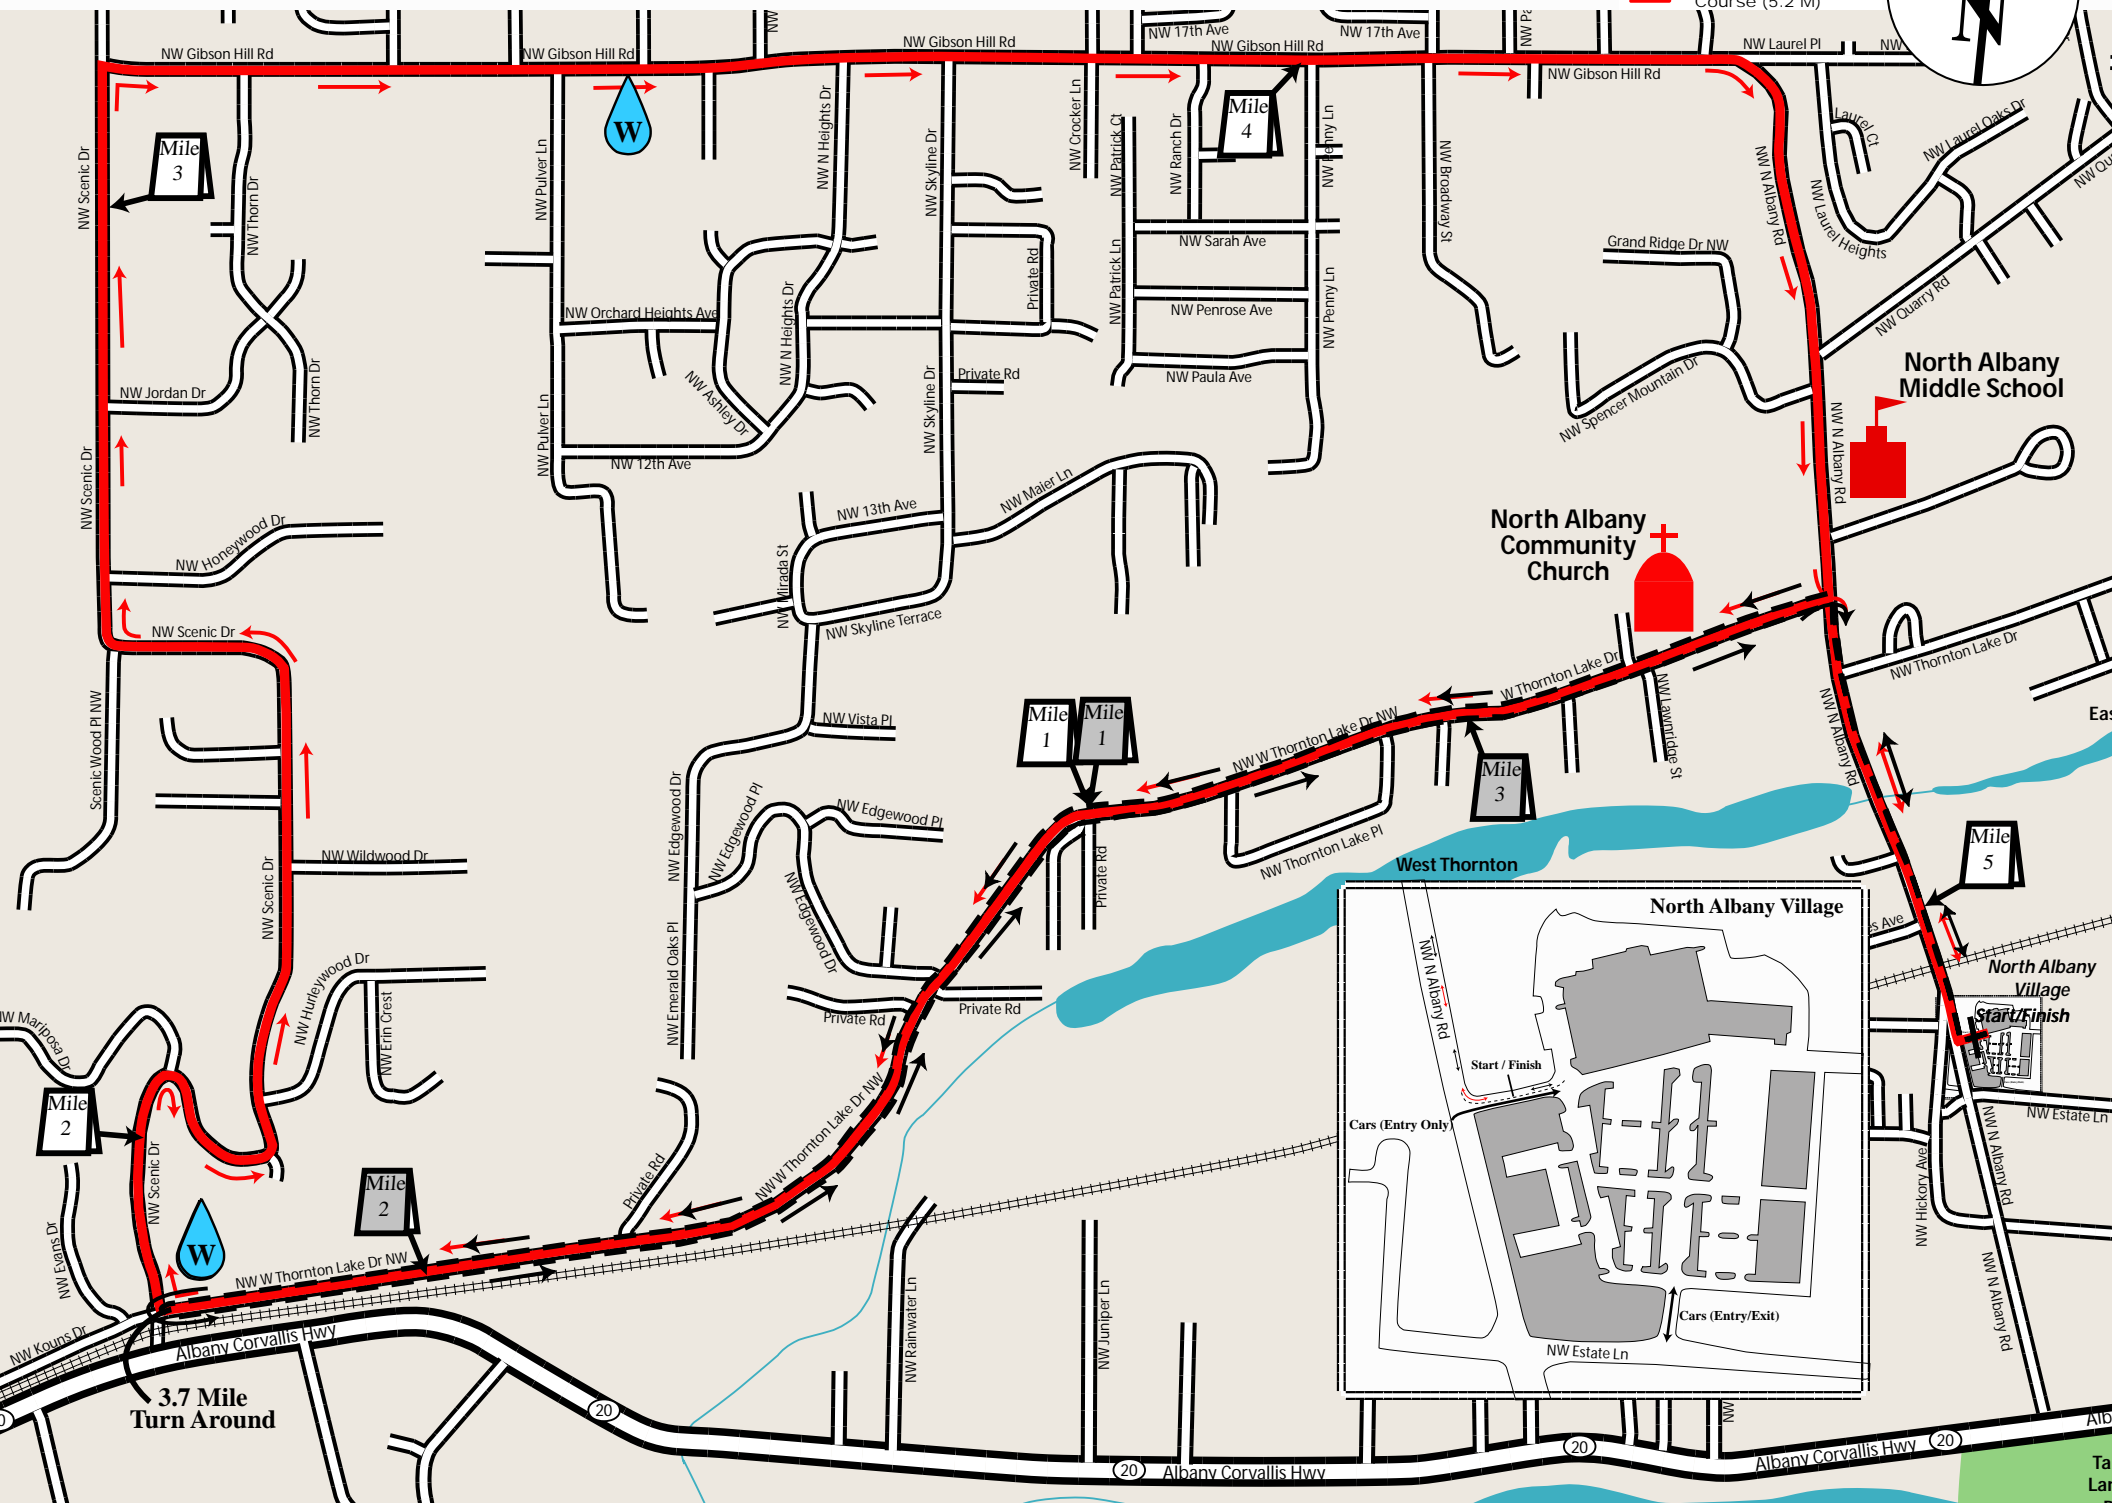 Course (5.2 M)
N
NW 17th Ave
NW 17th Ave
NW Gibson Hill Rd
NW Gibson Hill Rd
NW Gibson Hill Rd
NW Gibson Hill Rd
NW Laurel Pl
NW
NW Gibson Hill Rd
W
Mile
3
Mile
4
NW Scenic Dr
NW Thorn Dr
NW Pulver Ln
NW N Heights Dr
NW Skyline Dr
NW Crocker Ln
NW Patrick Ct
NW Ranch Dr
NW Penny Ln
NW Broadway St
NW N Albany Rd
Laurel Ct
NW Laurel Oaks Dr
NW Laurel Heights
NW Quarry Rd
NW Sarah Ave
Grand Ridge Dr NW
Private Rd
NW Patrick Ln
NW Penny Ln
NW Penrose Ave
NW Orchard Heights Ave
NW N Heights Dr
NW Paula Ave
Private Rd
NW Jordan Dr
NW Thorn Dr
NW Ashley Dr
NW Skyline Dr
NW Spencer Mountain Dr
North Albany
Middle School
NW N Albany Rd
NW Scenic Dr
NW Pulver Ln
NW 12th Ave
NW Maier Ln
NW 13th Ave
NW Honeywood Dr
NW Mirada St
NW Skyline Terrace
North Albany
Community
Church
NW Scenic Dr
NW Thornton Lake Dr
W Thornton Lake Dr
NW Lawnridge St
NW N Albany Rd
Scenic Wood Pl NW
NW Vista Pl
Mile
1
Mile
1
NW W Thornton Lake Dr NW
Mile
3
NW Edgewood Dr
NW Edgewood Pl
NW Edgewood Pl
NW Thornton Lake Pl
Private Rd
West Thornton
Mile
5
NW Wildwood Dr
NW Scenic Dr
NW Edgewood Dr
NW Emerald Oaks Pl
Private Rd
Private Rd
NW Hurleywood Dr
NW Erin Crest
NW Mariposa Dr
North Albany
Village
Start/Finish
North Albany Village
NW N Albany Rd
Start / Finish
Cars (Entry Only)
Cars (Entry/Exit)
NW Estate Ln
NW Estate Ln
NW N Albany Rd
NW Hickory Ave
NW N Albany Rd
Mile
2
NW Scenic Dr
Mile
2
Private Rd
NW W Thornton Lake Dr NW
NW Evans Dr
W
NW W Thornton Lake Dr NW
NW Kouns Dr
Albany Corvallis Hwy
3.7 Mile
Turn Around
NW Rainwater Ln
NW Juniper Ln
NW
20
20
Albany Corvallis Hwy
20
Albany Corvallis Hwy
20